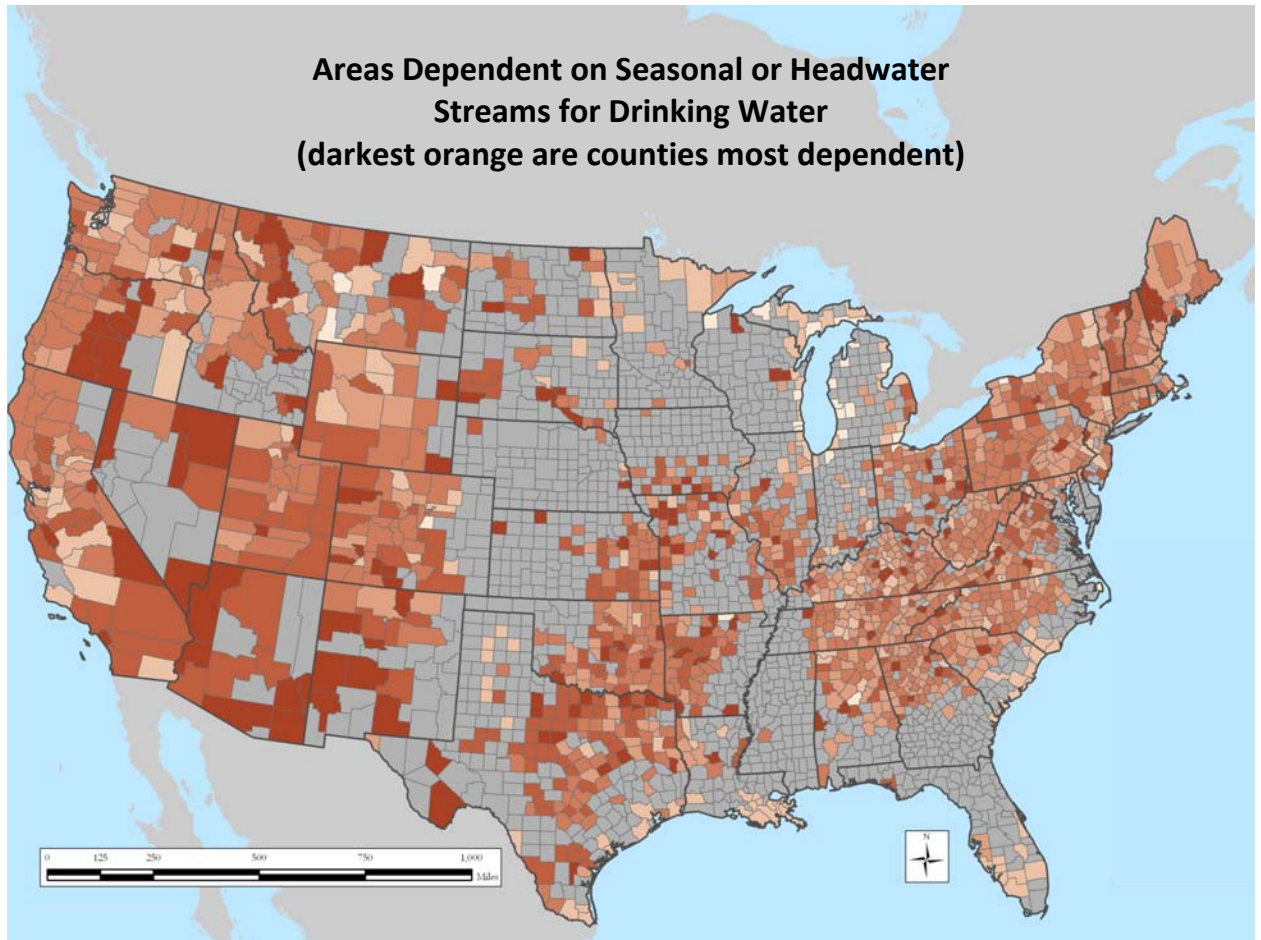 Areas Dependent on Seasonal or Headwater
Streams for Drinking Water
(darkest orange are counties most dependent)
0 125 250 500 750 1,000
Miles
N